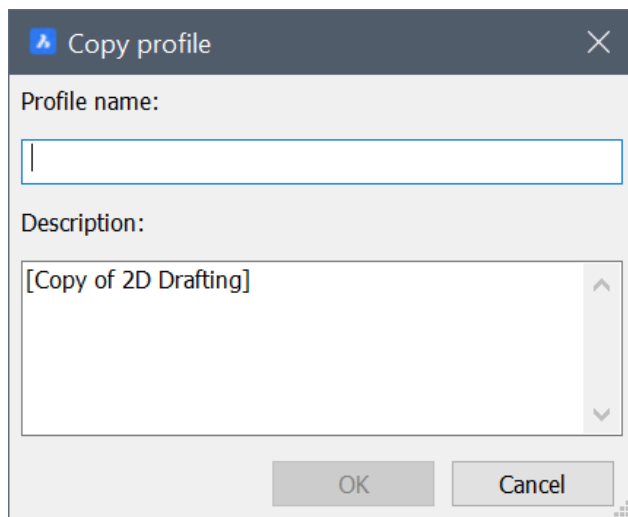 Copy profile
Profile name:
Description:
[Copy of 2D Drafting]
OK
Cancel